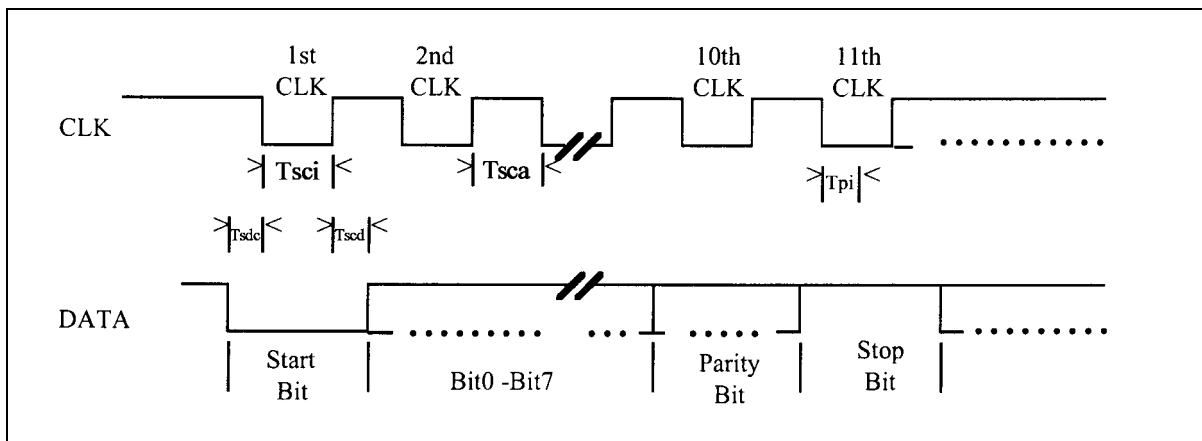 1st
CLK
2nd
CLK
10th
CLK
11th
CLK
CLK
Tsci
Tsca
Tpi
Tsdc
Tscd
DATA
Start
Bit
Bit0 -Bit7
Parity
Bit
Stop
Bit